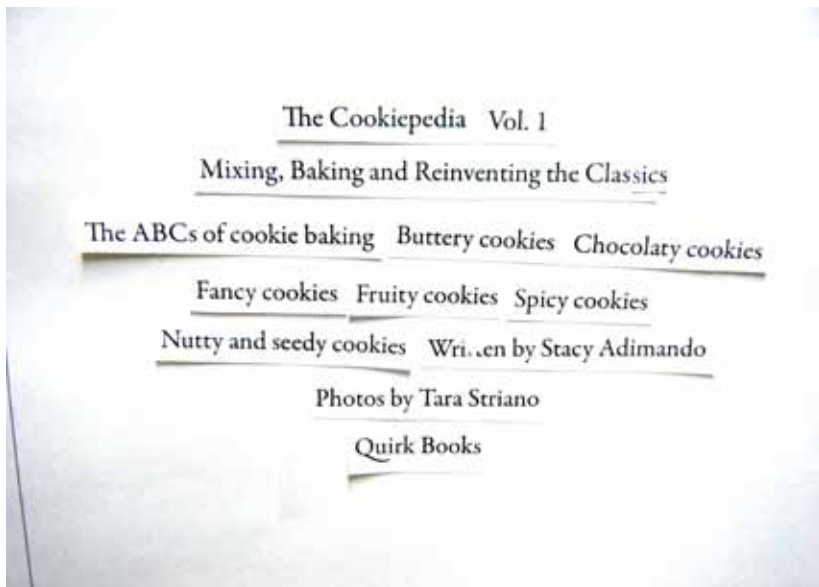 The Cookiepedia Vol. 1
Mixing, Baking and Reinventing the Classics
The ABCs of cookie baking Buttery cookies Chocolaty cookies
Fancy cookies Fruity cookies Spicy cookies
Nutty and seedy cookies by Stacy Adimando
Photos by Tara Striano
Quirk Books